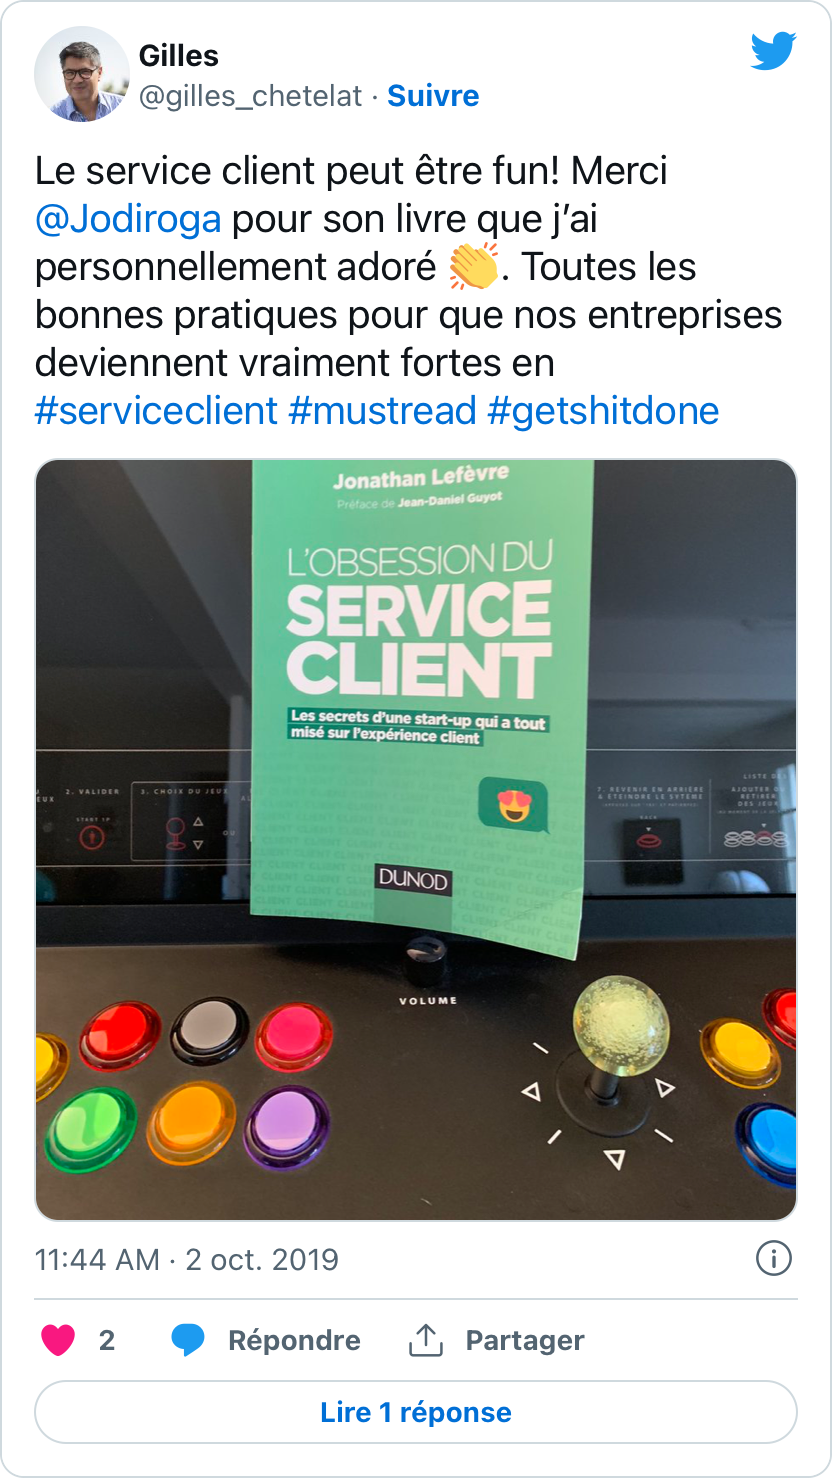 Gilles
@gilles_chetelat · Suivre
Le service client peut être fun! Merci
@Jodiroga pour son livre que j’ai
personnellement adoré 👏. Toutes les
bonnes pratiques pour que nos entreprises
deviennent vraiment fortes en
#serviceclient #mustread #getshitdone
Jonathan Lefèvre
Préface de Jean-Daniel Guyot
L'OBSESSION DU
SERVICE
CLIENT
Les secrets d'une start-up qui a tout
misé sur l'expérience client
2. VALIDER
START 1P
3. CHOIX DU JEUX
OU
7. REVENIR EN ARRIÈRE
& ÉTEINDRE LE SYTÈME
BACK
LISTE DE
AJOUTER OU
RETIRER
DES JEUX
DUNOD
VOLUME
11:44 AM · 2 oct. 2019
2 Répondre Partager
Lire 1 réponse